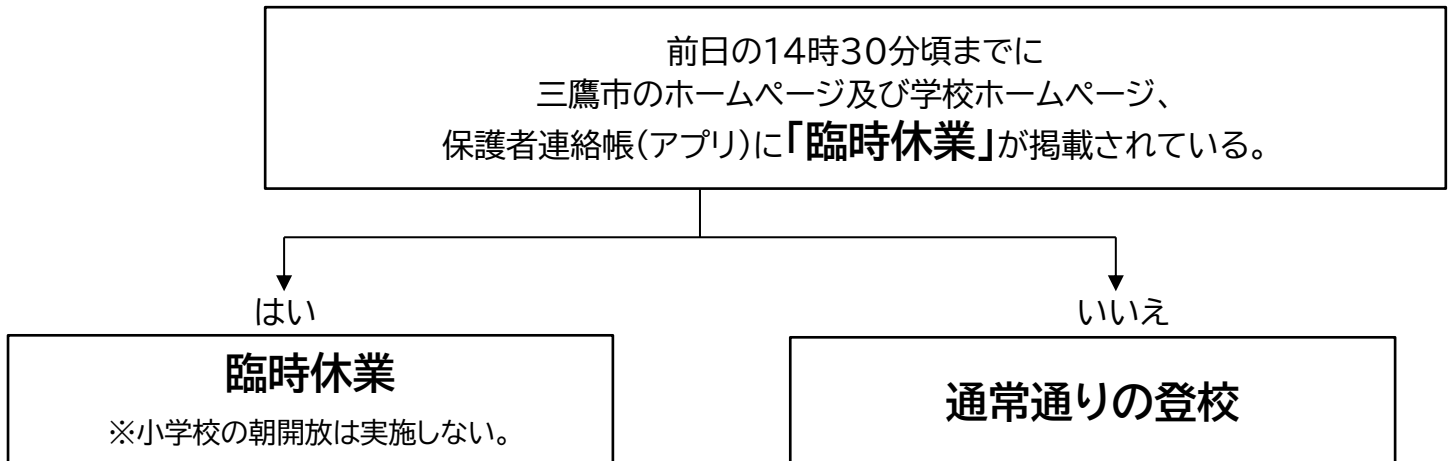 前日の14時30分頃までに
三鷹市のホームページ及び学校ホームページ、
保護者連絡帳(アプリ)に「臨時休業」が掲載されている。
はい
いいえ
臨時休業
※小学校の朝開放は実施しない。
通常通りの登校